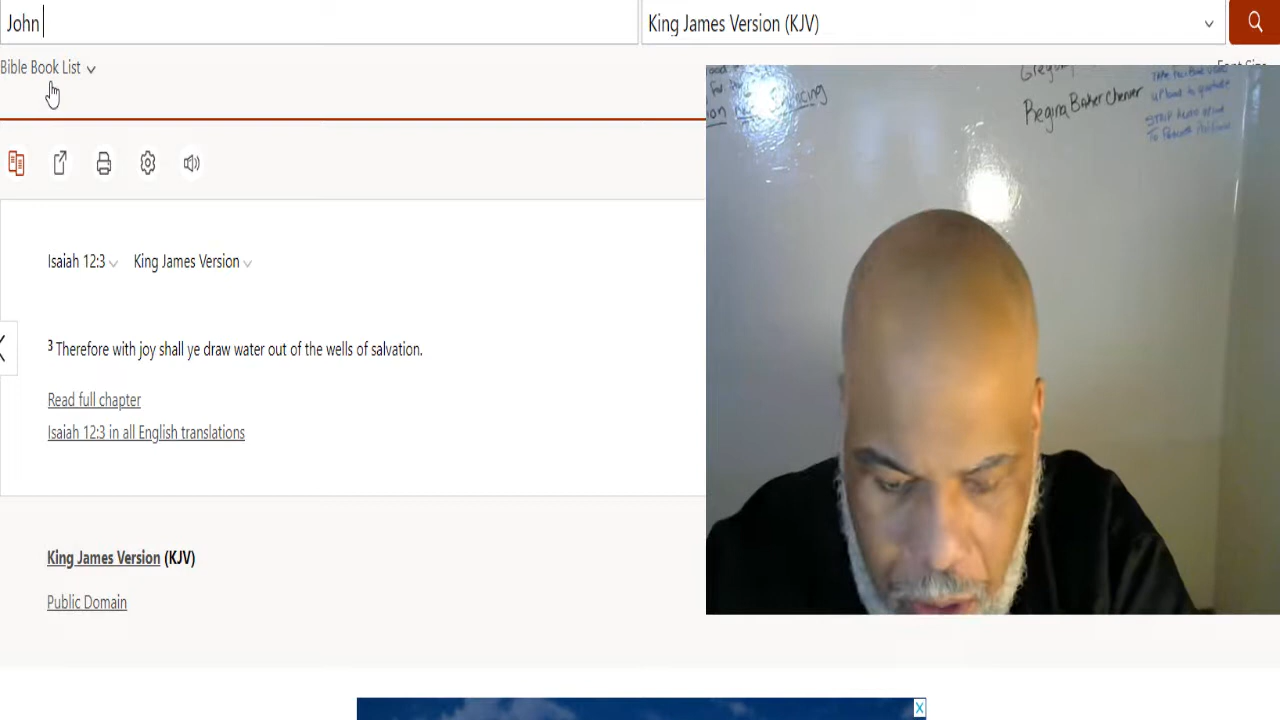 John
King James Version (KJV)
Bible Book List
Isaiah 12:3
King James Version
3 Therefore with joy shall ye draw water out of the wells of salvation.
Read full chapter
Isaiah 12:3 in all English translations
King James Version (KJV)
Public Domain
Regina Baker
upload to